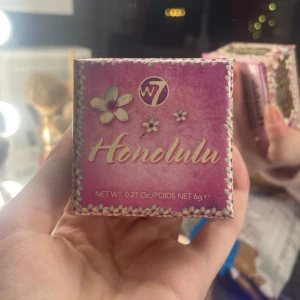 W7
Honolulu
NET WT. 0.21 Oz./POIDS NET 6g ℮